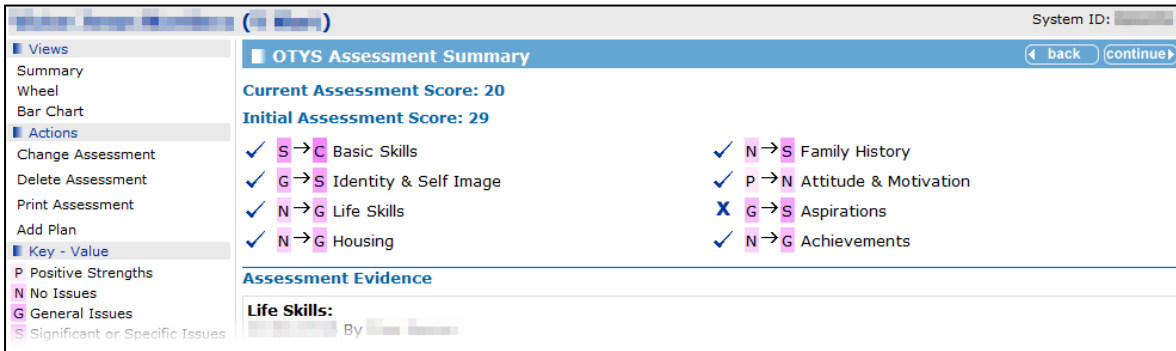 System ID:
Views
Summary
Wheel
Bar Chart
Actions
Change Assessment
Delete Assessment
Print Assessment
Add Plan
Key - Value
P Positive Strengths
N No Issues
G General Issues
S Significant or Specific Issues
OTYS Assessment Summary
back continue
Current Assessment Score: 20
Initial Assessment Score: 29
S→C Basic Skills
N→S Family History
G→S Identity & Self Image
P→N Attitude & Motivation
N→G Life Skills
X G→S Aspirations
N→G Housing
N→G Achievements
Assessment Evidence
Life Skills:
By